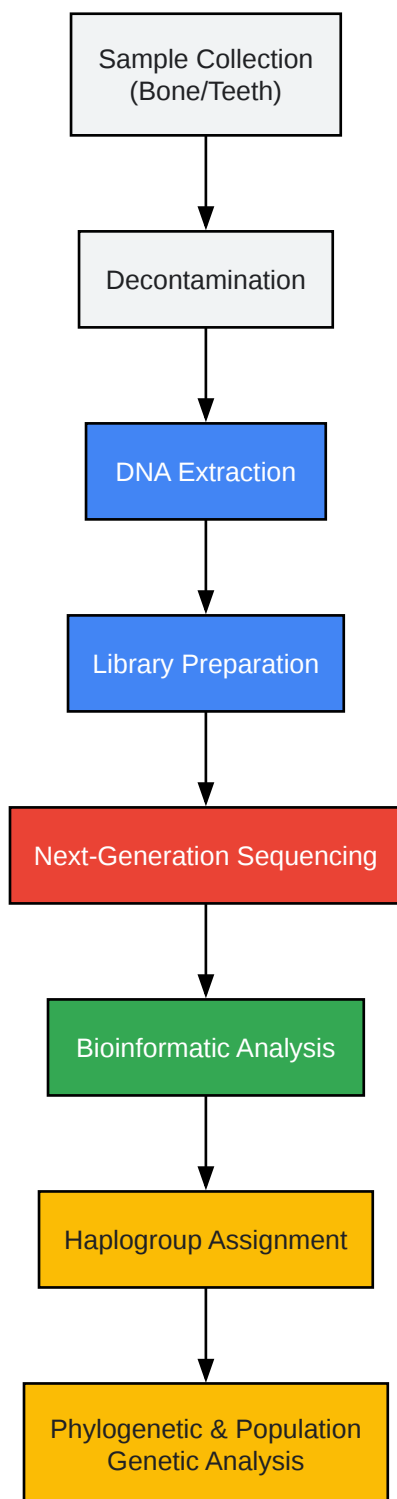 Sample Collection
(Bone/Teeth)
Decontamination
DNA Extraction
Library Preparation
Next-Generation Sequencing
Bioinformatic Analysis
Haplogroup Assignment
Phylogenetic & Population
Genetic Analysis